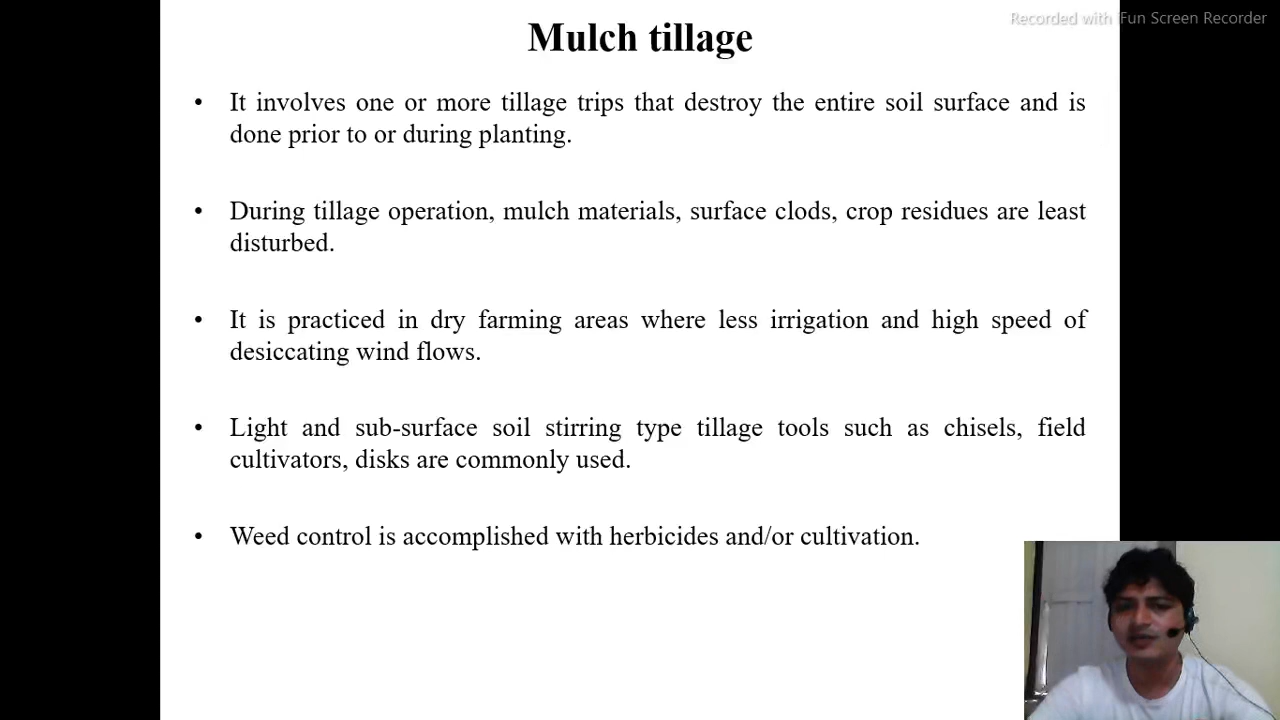 Recorded with iFun Screen Recorder
Mulch tillage
• It involves one or more tillage trips that destroy the entire soil surface and is
done prior to or during planting.
• During tillage operation, mulch materials, surface clods, crop residues are least
disturbed.
• It is practiced in dry farming areas where less irrigation and high speed of
desiccating wind flows.
• Light and sub-surface soil stirring type tillage tools such as chisels, field
cultivators, disks are commonly used.
• Weed control is accomplished with herbicides and/or cultivation.